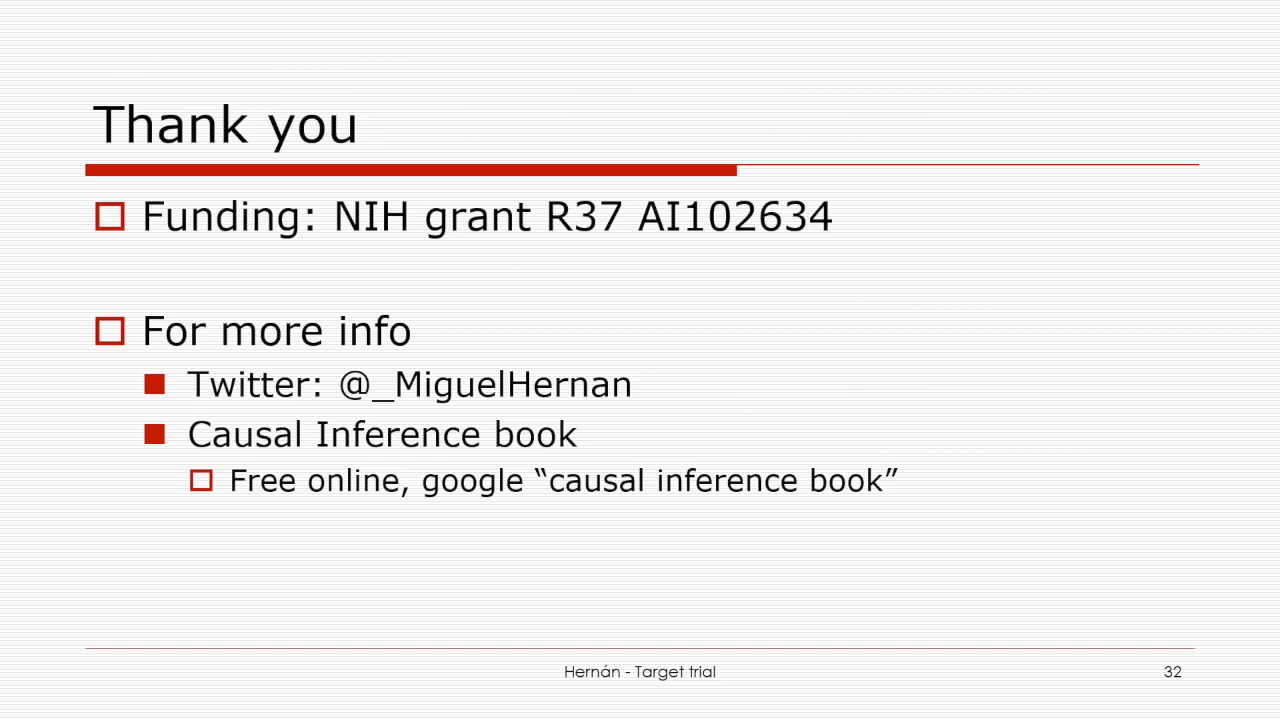 Thank you
Funding: NIH grant R37 AI102634
For more info
Twitter: @_MiguelHernan
Causal Inference book
Free online, google “causal inference book”
Hernán - Target trial
32